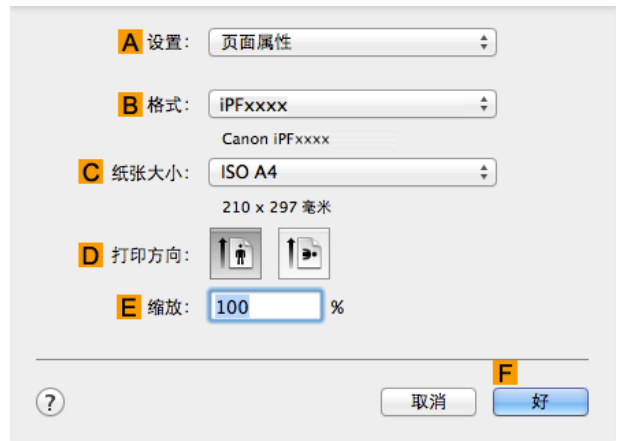 A 设置: 页面属性
B 格式: iPFxxxx
Canon iPFxxxx
C 纸张大小: ISO A4
210 x 297 毫米
D 打印方向:
E 缩放: 100 %
F
? 取消 好